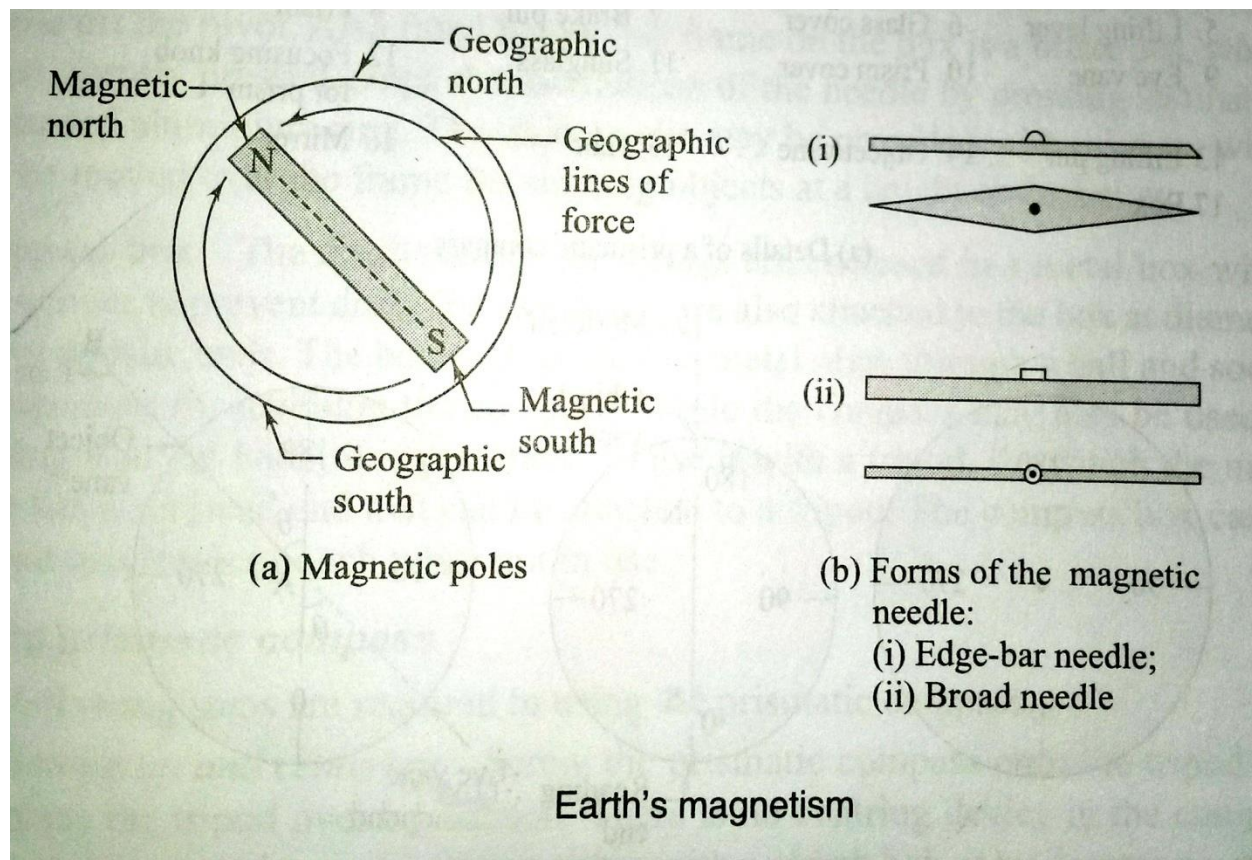 Geographic
north
Magnetic
north
N
Geographic
lines of
force
S
Magnetic
south
Geographic
south
(a) Magnetic poles
(i)
(ii)
(b) Forms of the magnetic
needle:
(i) Edge-bar needle;
(ii) Broad needle
Earth's magnetism